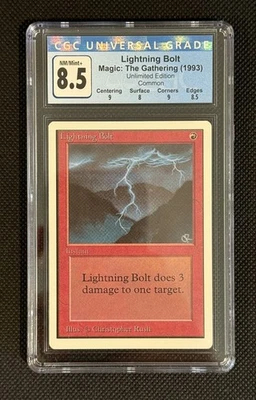 CGC UNIVERSAL GRADE
NM/Mint+
8.5
Lightning Bolt
Magic: The Gathering (1993)
Unlimited Edition
Common
Centering Surface Corners Edges
9 8 9 8.5
Lightning Bolt
Instant
Lightning Bolt does 3
damage to one target.
Illus. © Christopher Rush